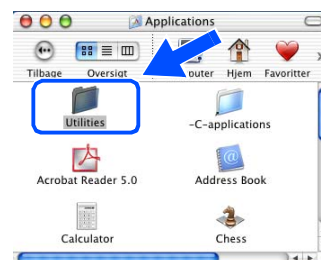 Applications
Tilbage Oversigt puter Hjem Favoritter
Utilities -C-applications
Acrobat Reader 5.0 Address Book
Calculator Chess